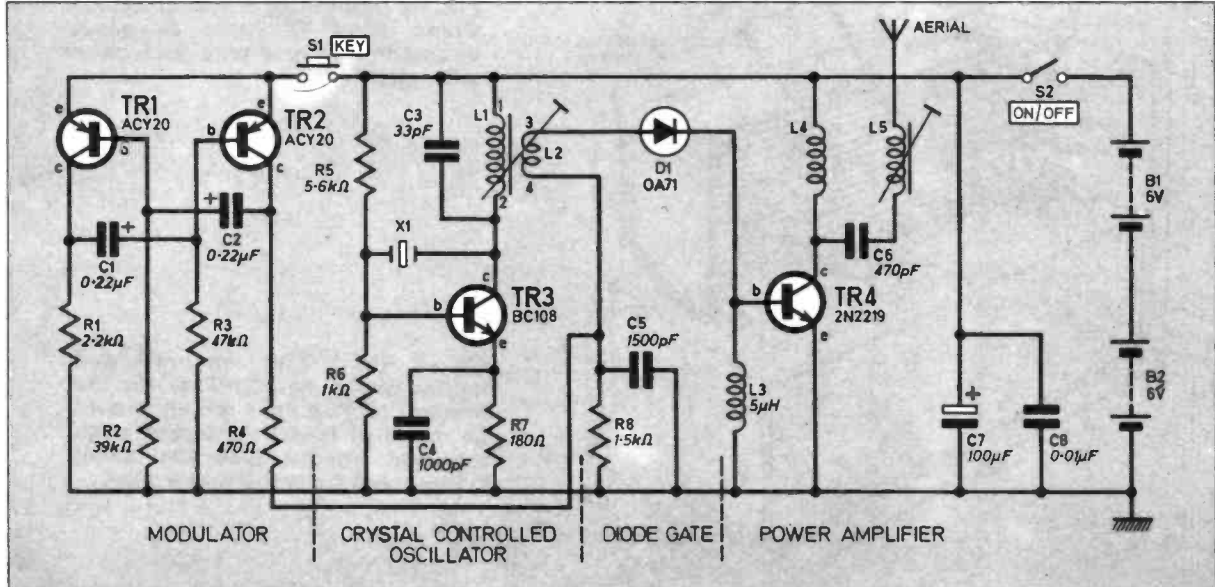 AERIAL
S1 KEY
S2
ON/OFF
e
TR1
ACY20
b
c
e
TR2
ACY20
b
c
C1
0·22µF
+
C2
0·22µF
+
R1
2·2kΩ
R2
39kΩ
R3
47kΩ
R4
470Ω
R5
5·6kΩ
R6
1kΩ
C3
33pF
L1
1
2
3
L2
4
X1
c
b
TR3
BC108
e
C4
1000pF
R7
180Ω
D1
OA71
C5
1500pF
R8
1·5kΩ
L3
5µH
L4
L5
C6
470pF
c
b
TR4
2N2219
e
+
C7
100µF
C8
0·01µF
B1
6V
B2
6V
MODULATOR
CRYSTAL CONTROLLED
OSCILLATOR
DIODE GATE
POWER AMPLIFIER